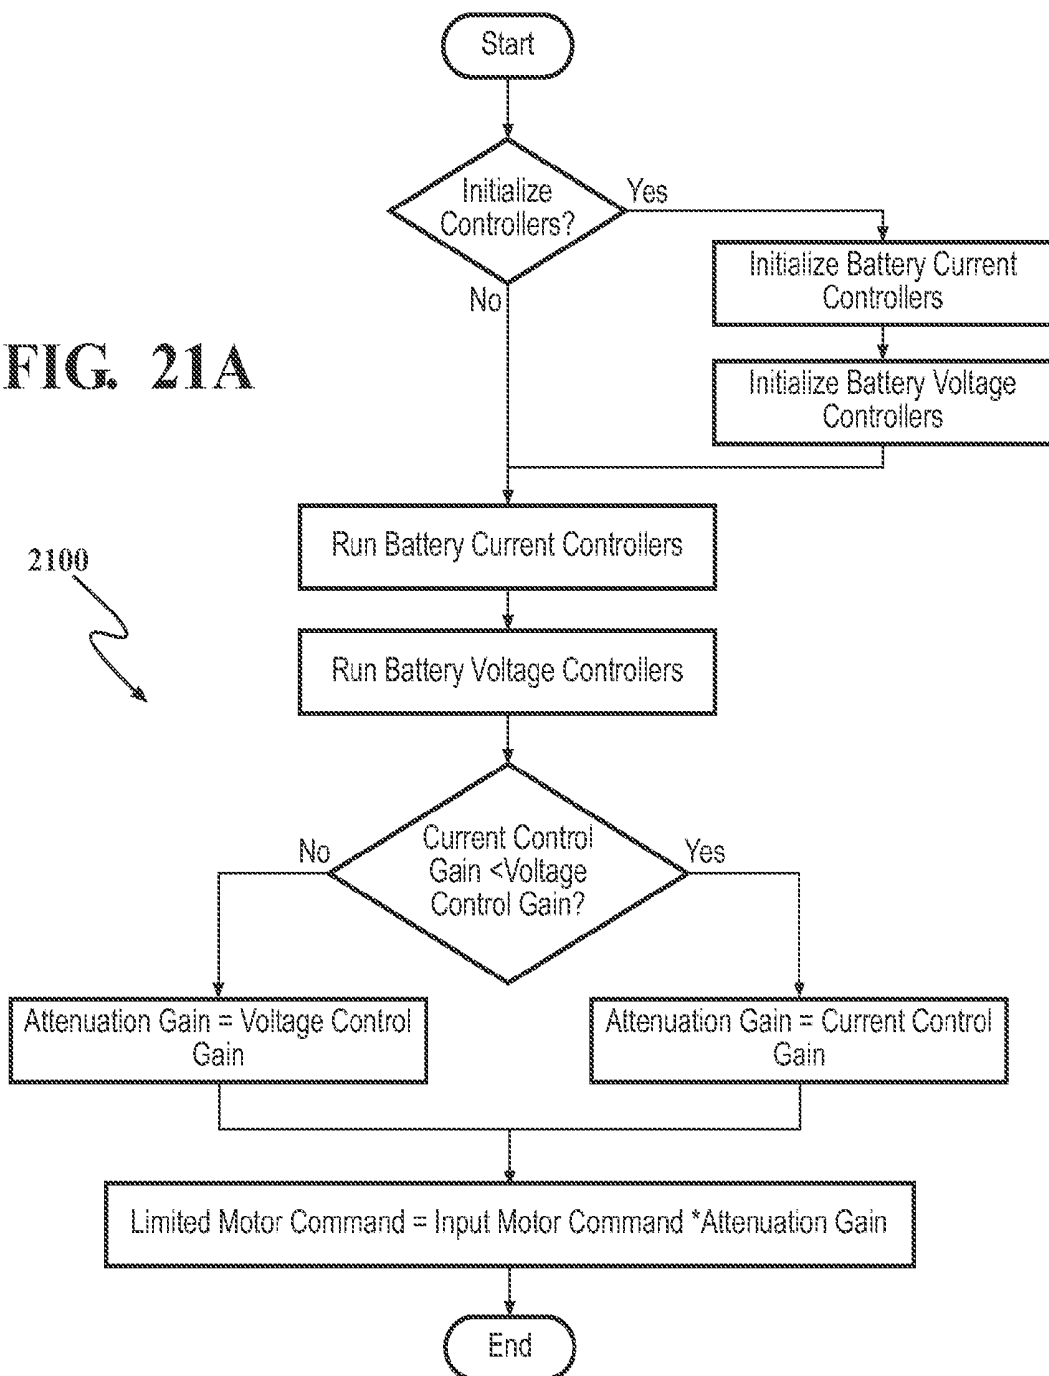 Start
Initialize
Controllers?
Yes
No
Initialize Battery Current
Controllers
FIG. 21A
Initialize Battery Voltage
Controllers
Run Battery Current Controllers
2100
Run Battery Voltage Controllers
Current Control
Gain <Voltage
Control Gain?
No
Yes
Attenuation Gain = Voltage Control
Gain
Attenuation Gain = Current Control
Gain
Limited Motor Command = Input Motor Command *Attenuation Gain
End